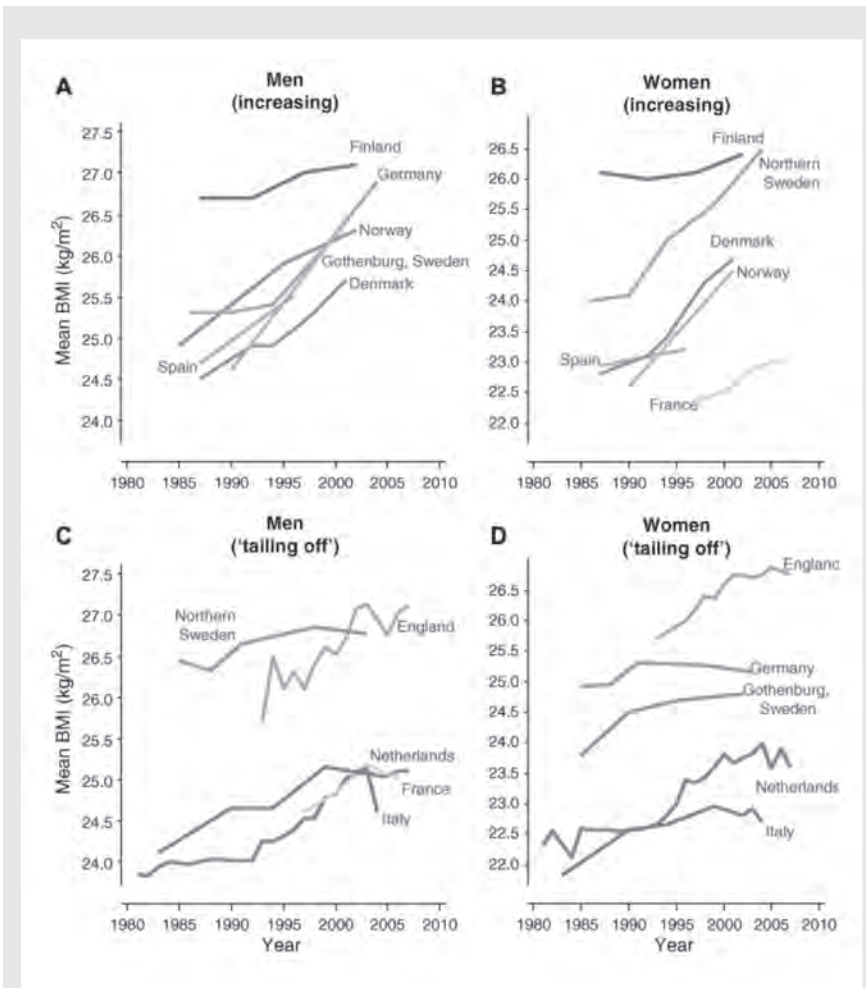 A
Men
(increasing)
Mean BMI (kg/m²)
27.5
27.0
26.5
26.0
25.5
25.0
24.5
24.0
Finland
Germany
Norway
Gothenburg, Sweden
Denmark
Spain
1980 1985 1990 1995 2000 2005 2010
B
Women
(increasing)
26.5
26.0
25.5
25.0
24.5
24.0
23.5
23.0
22.5
22.0
Finland
Northern
Sweden
Denmark
Norway
Spain
France
1980 1985 1990 1995 2000 2005 2010
C
Men
('tailing off')
Mean BMI (kg/m²)
27.5
27.0
26.5
26.0
25.5
25.0
24.5
24.0
Northern
Sweden
England
Netherlands
France
Italy
1980 1985 1990 1995 2000 2005 2010
Year
D
Women
('tailing off')
26.5
26.0
25.5
25.0
24.5
24.0
23.5
23.0
22.5
22.0
England
Germany
Gothenburg,
Sweden
Netherlands
Italy
1980 1985 1990 1995 2000 2005 2010
Year